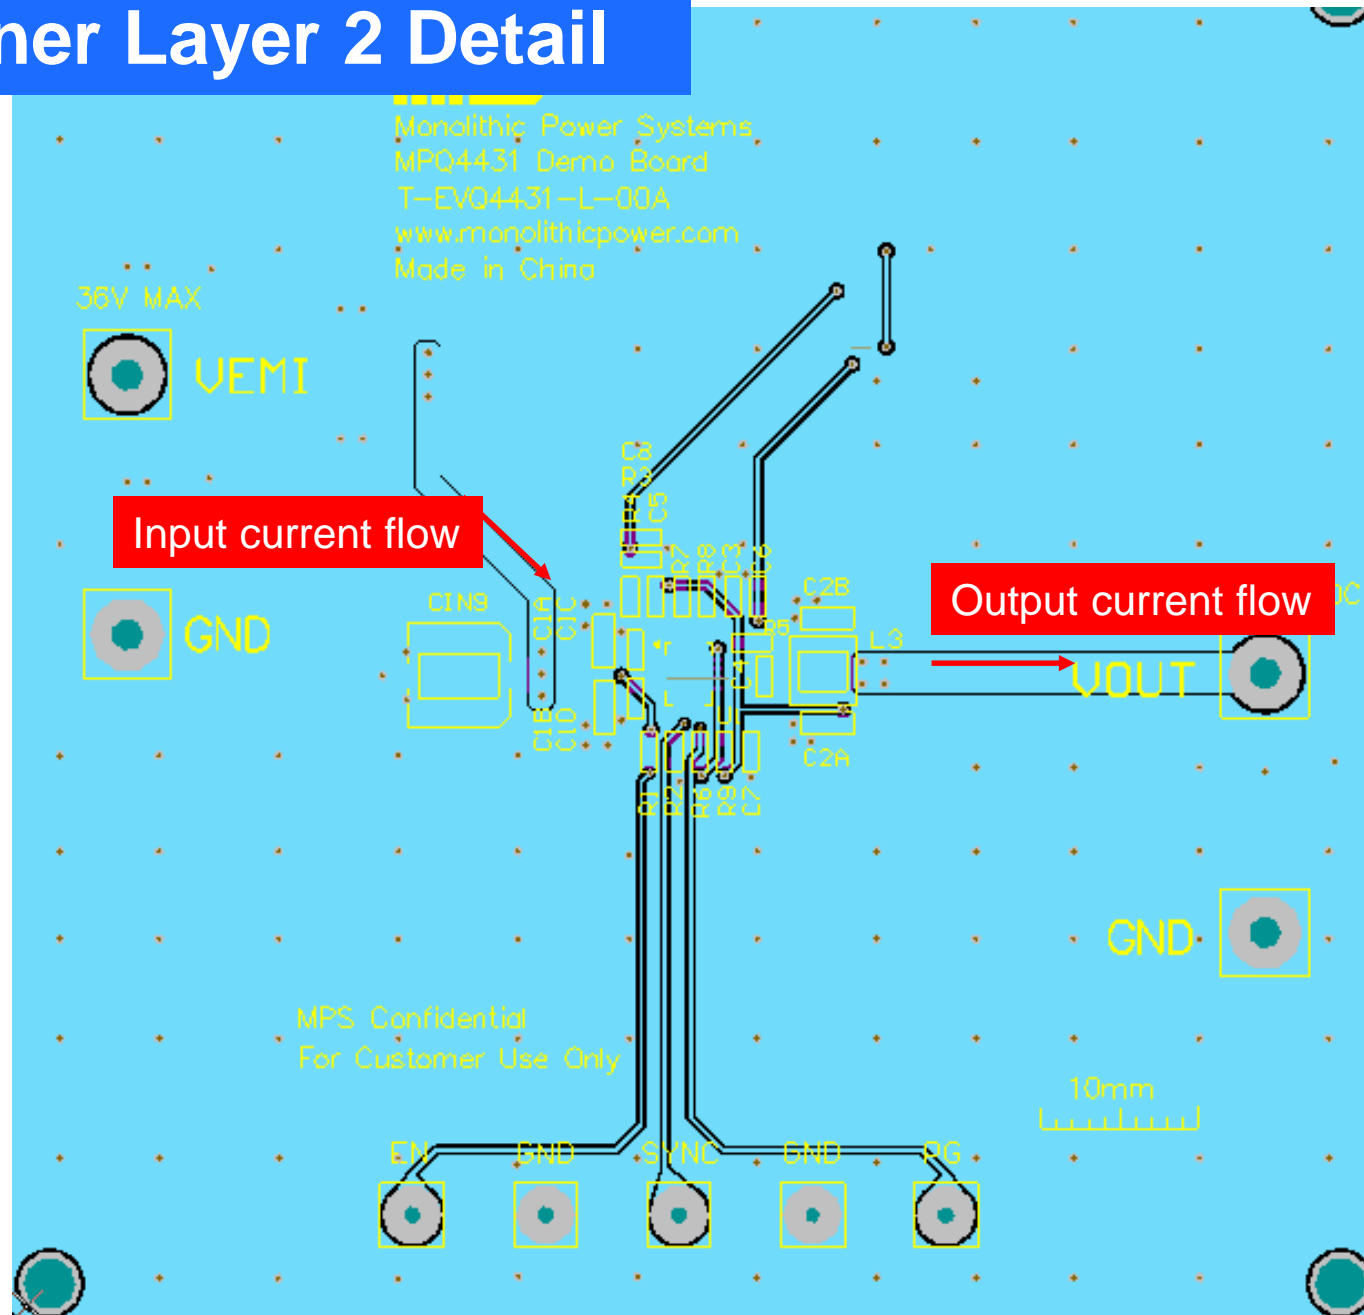 ner Layer 2 Detail
Monolithic Power Systems
MPQ4431 Demo Board
T-EVQ4431-L-00A
www.monolithicpower.com
Made in China
36V MAX
VEMI
C8
R3
R4
C5
Input current flow
R7
R8
C3
C6
C2B
Output current flow
CIN9
C1A
C1C
GND
R5
L3
C4
VOUT
U1
C1B
C1D
C2A
R1
R2
R6
R9
C7
GND
MPS Confidential
For Customer Use Only
10mm
EN
GND
SYNC
GND
PG